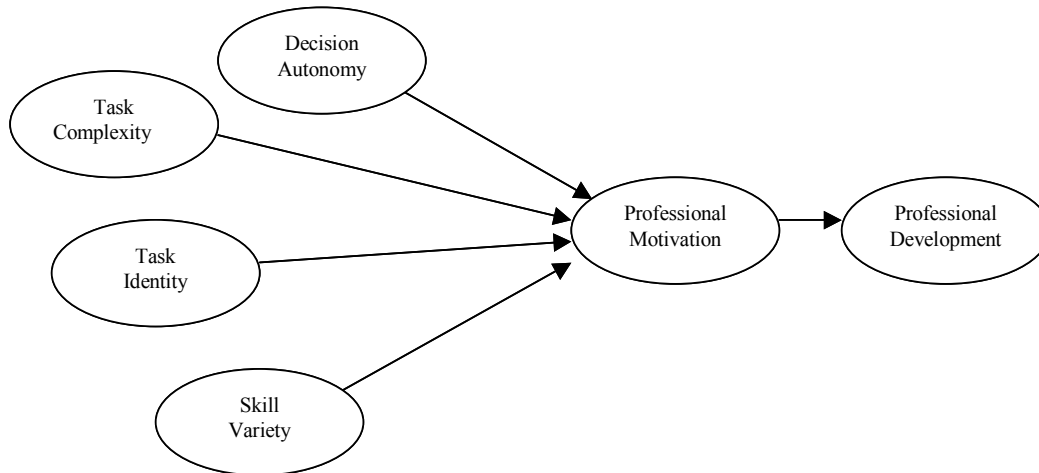 Decision
Autonomy
Task
Complexity
Professional
Motivation
Professional
Development
Task
Identity
Skill
Variety